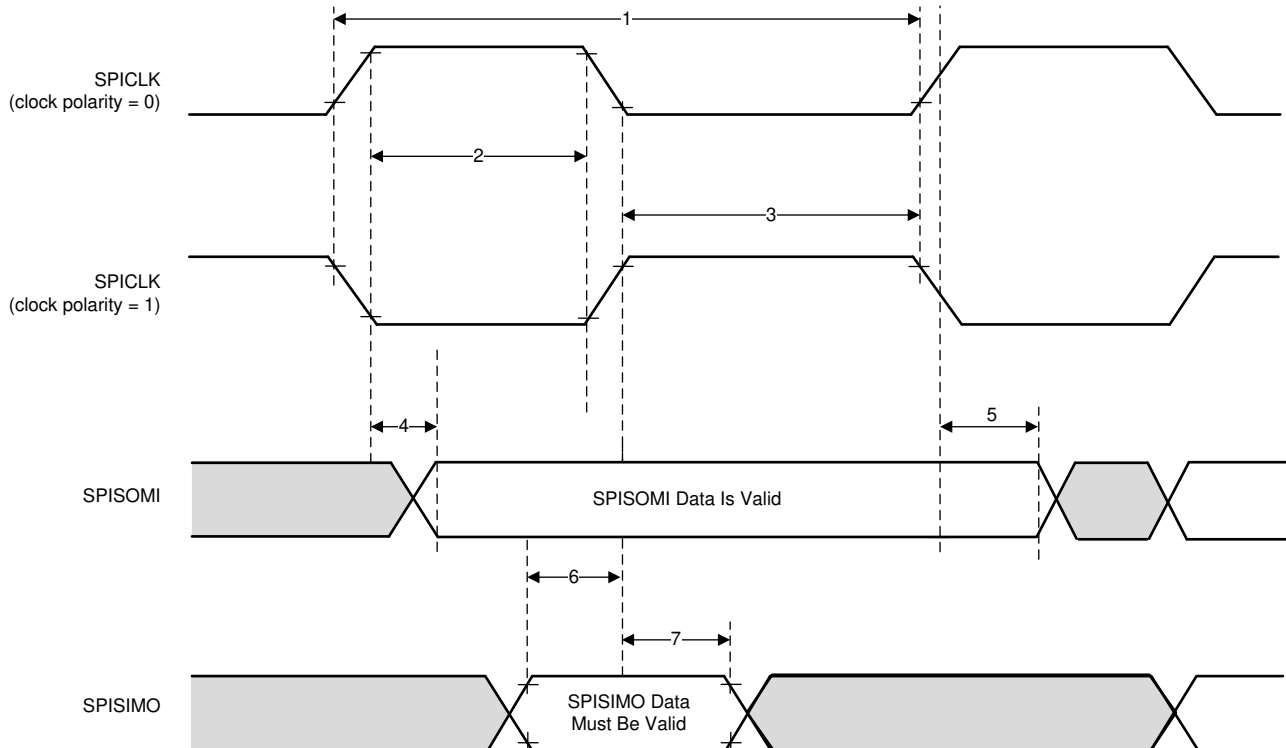 1
SPICLK
(clock polarity = 0)
2
3
SPICLK
(clock polarity = 1)
4
5
SPISOMI
SPISOMI Data Is Valid
6
7
SPISIMO
SPISIMO Data
Must Be Valid